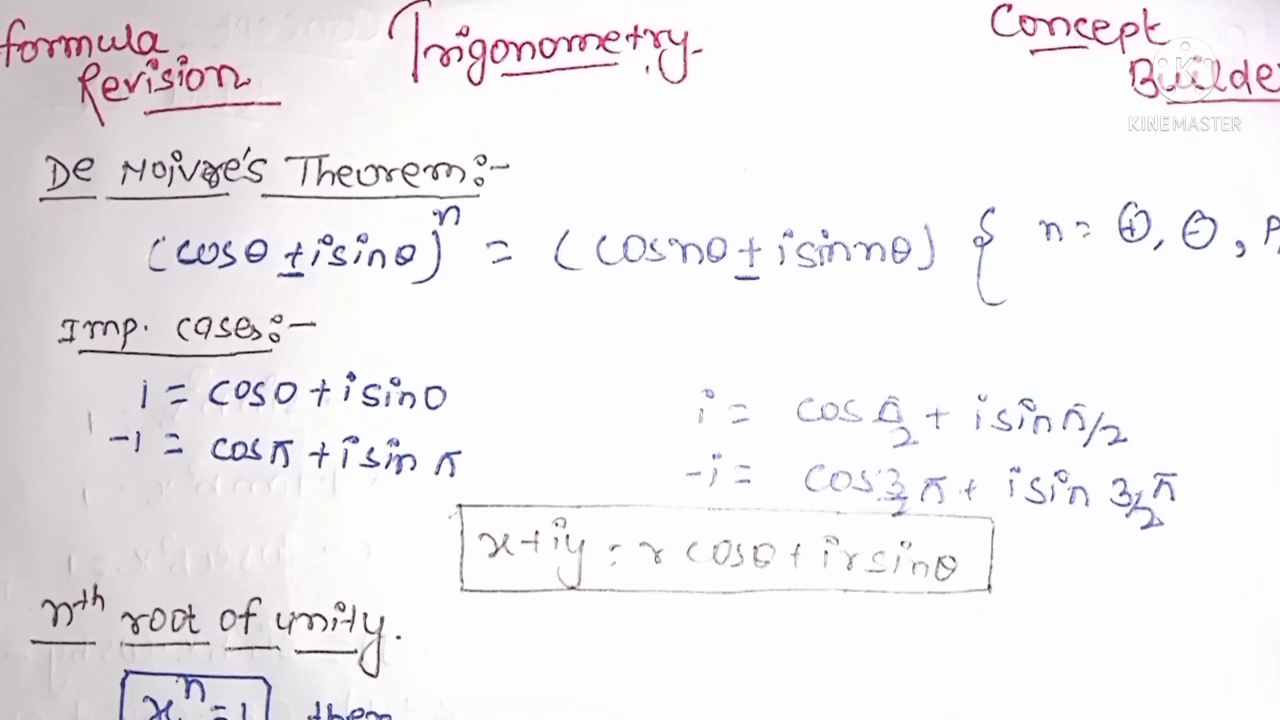 formula Revision
Trigonometry.
Concept Builde
KINEMASTER
De Moivre's Theorem:-
(cosθ ± isinθ)^n = (cosnθ ± isinnθ) { n = ⊕, ⊖,
Imp. Cases:-
1 = cos0 + isin0
-1 = cosπ + isin π
i = cos π/2 + isin π/2
-i = cos 3/2 π + isin 3/2 π
x+iy = r cosθ + irsinθ
n^th root of unity.
x^n = 1 then